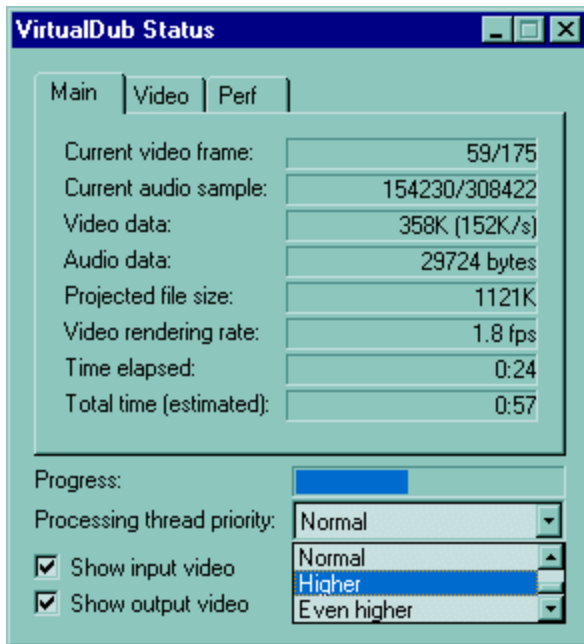 VirtualDub Status
Main Video Perf
Current video frame: 59/175
Current audio sample: 154230/308422
Video data: 358K (152K/s)
Audio data: 29724 bytes
Projected file size: 1121K
Video rendering rate: 1.8 fps
Time elapsed: 0:24
Total time (estimated): 0:57
Progress:
Processing thread priority: Normal
Show input video Normal
Higher
Show output video Even higher